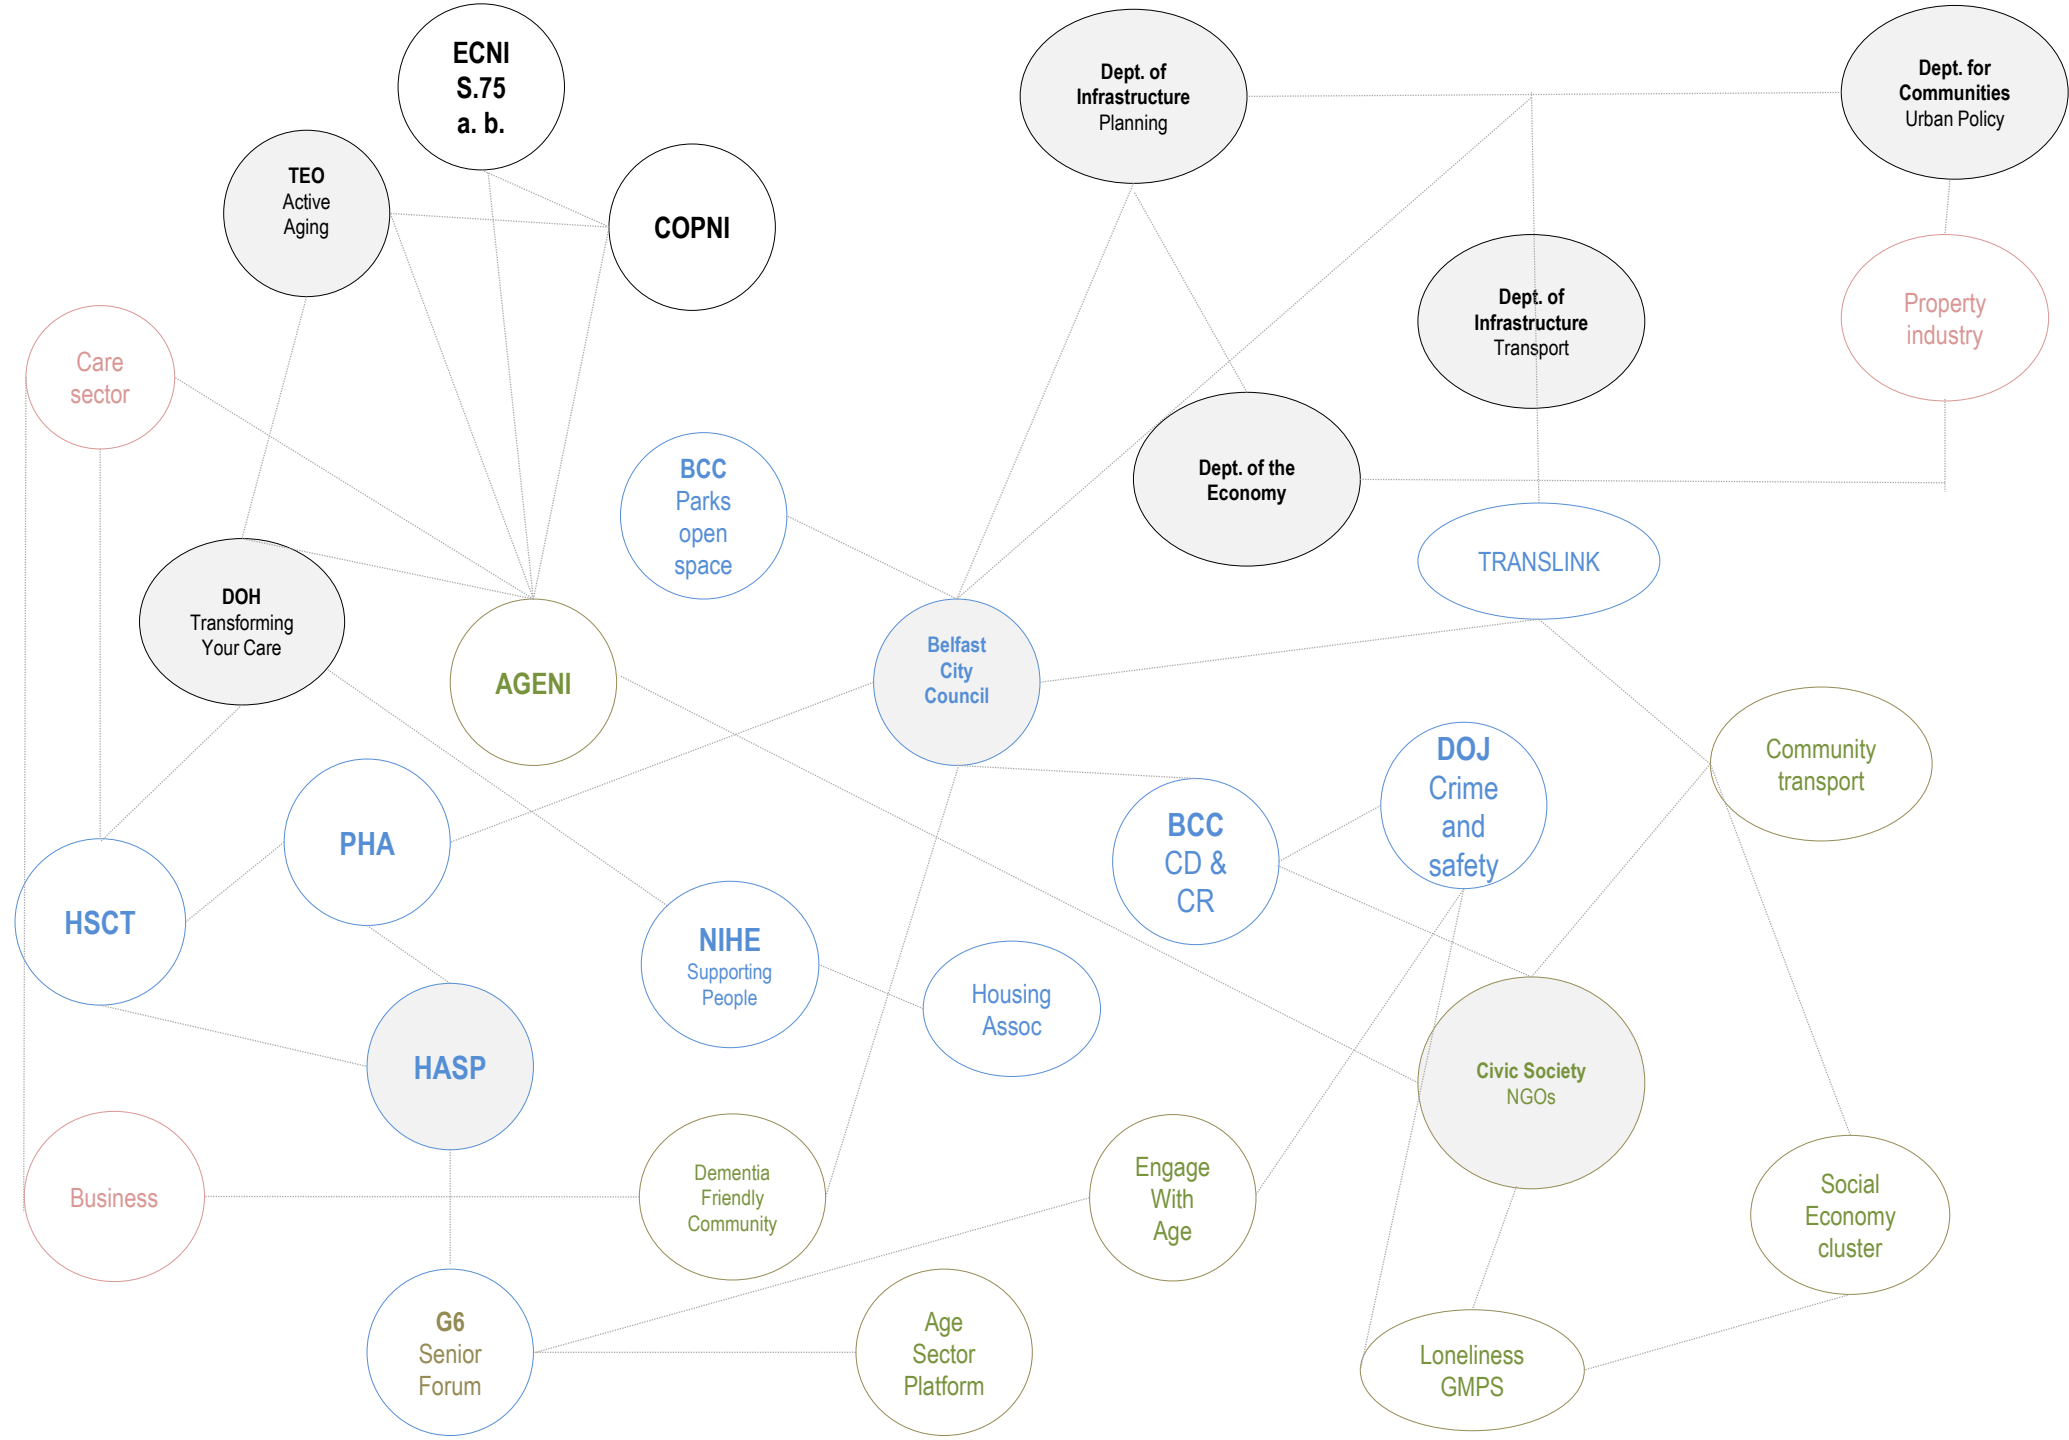 ECNI
S.75
a. b.
Dept. of
Infrastructure
Planning
Dept. for
Communities
Urban Policy
TEO
Active
Aging
COPNI
Dept. of
Infrastructure
Transport
Property
industry
Care
sector
BCC
Parks
open
space
Dept. of the
Economy
TRANSLINK
DOH
Transforming
Your Care
AGENI
Belfast
City
Council
Community
transport
DOJ
Crime
and
safety
PHA
BCC
CD &
CR
HSCT
NIHE
Supporting
People
Housing
Assoc
HASP
Civic Society
NGOs
Business
Dementia
Friendly
Community
Engage
With
Age
Social
Economy
cluster
G6
Senior
Forum
Age
Sector
Platform
Loneliness
GMPS